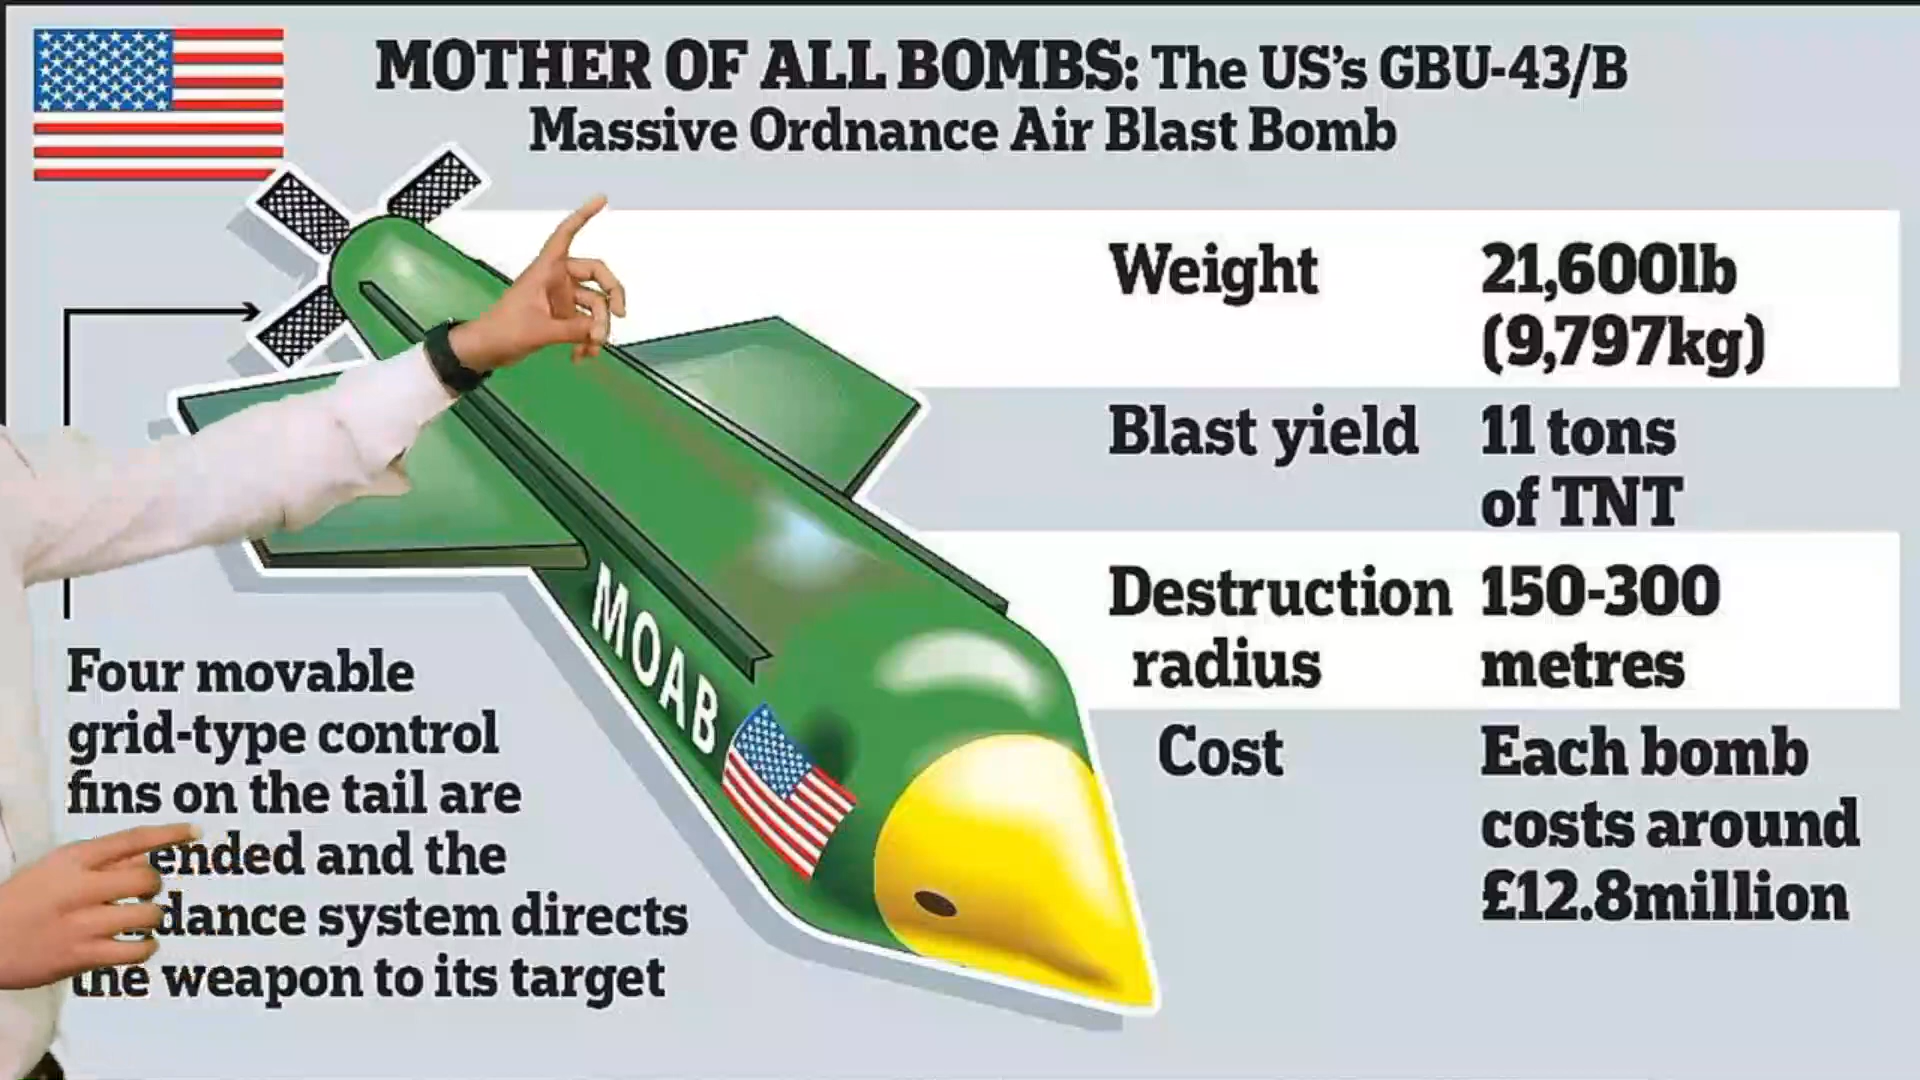 MOTHER OF ALL BOMBS: The US's GBU-43/B
Massive Ordnance Air Blast Bomb
Weight 21,600lb
(9,797kg)
Blast yield 11 tons
of TNT
Destruction 150-300
radius metres
Cost Each bomb
costs around
£12.8million
MOAB
Four movable
grid-type control
fins on the tail are
and the
system directs
the weapon to its target